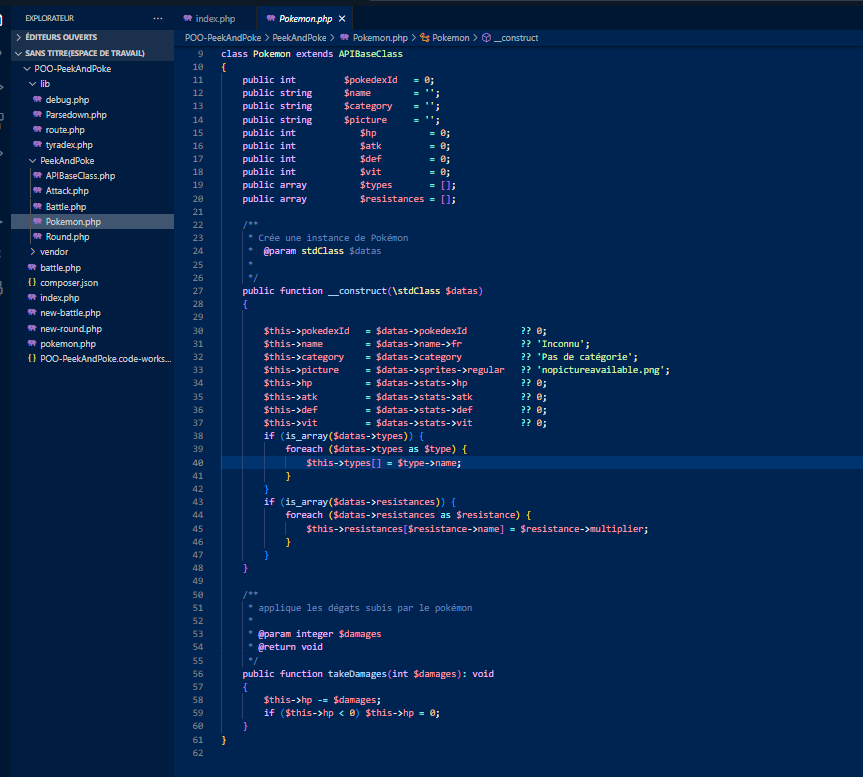 EXPLORATEUR
ÉDITEURS OUVERTS
SANS TITRE(ESPACE DE TRAVAIL)
POO-PeekAndPoke
lib
debug.php
Parsedown.php
route.php
tyradex.php
PeekAndPoke
APIBaseClass.php
Attack.php
Battle.php
Pokemon.php
Round.php
vendor
battle.php
{} composer.json
index.php
new-battle.php
new-round.php
pokemon.php
{} POO-PeekAndPoke.code-works...
index.php
Pokemon.php ×
POO-PeekAndPoke > PeekAndPoke > Pokemon.php > Pokemon > __construct
9 class Pokemon extends APIBaseClass
10 {
11 public int $pokedexId = 0;
12 public string $name = '';
13 public string $category = '';
14 public string $picture = '';
15 public int $hp = 0;
16 public int $atk = 0;
17 public int $def = 0;
18 public int $vit = 0;
19 public array $types = [];
20 public array $resistances = [];
21
22 /**
23 * Crée une instance de Pokémon
24 * @param stdClass $datas
25 *
26 */
27 public function __construct(\stdClass $datas)
28 {
29
30 $this->pokedexId = $datas->pokedexId ?? 0;
31 $this->name = $datas->name->fr ?? 'Inconnu';
32 $this->category = $datas->category ?? 'Pas de catégorie';
33 $this->picture = $datas->sprites->regular ?? 'nopictureavailable.png';
34 $this->hp = $datas->stats->hp ?? 0;
35 $this->atk = $datas->stats->atk ?? 0;
36 $this->def = $datas->stats->def ?? 0;
37 $this->vit = $datas->stats->vit ?? 0;
38 if (is_array($datas->types)) {
39 foreach ($datas->types as $type) {
40 $this->types[] = $type->name;
41 }
42 }
43 if (is_array($datas->resistances)) {
44 foreach ($datas->resistances as $resistance) {
45 $this->resistances[$resistance->name] = $resistance->multiplier;
46 }
47 }
48 }
49
50 /**
51 * applique les dégats subis par le pokémon
52 *
53 * @param integer $damages
54 * @return void
55 */
56 public function takeDamages(int $damages): void
57 {
58 $this->hp -= $damages;
59 if ($this->hp < 0) $this->hp = 0;
60 }
61 }
62